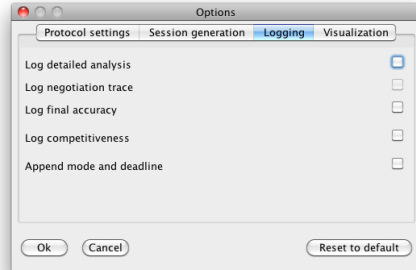 Options
Protocol settings Session generation Logging Visualization
Log detailed analysis
Log negotiation trace
Log final accuracy
Log competitiveness
Append mode and deadline
Ok Cancel Reset to default